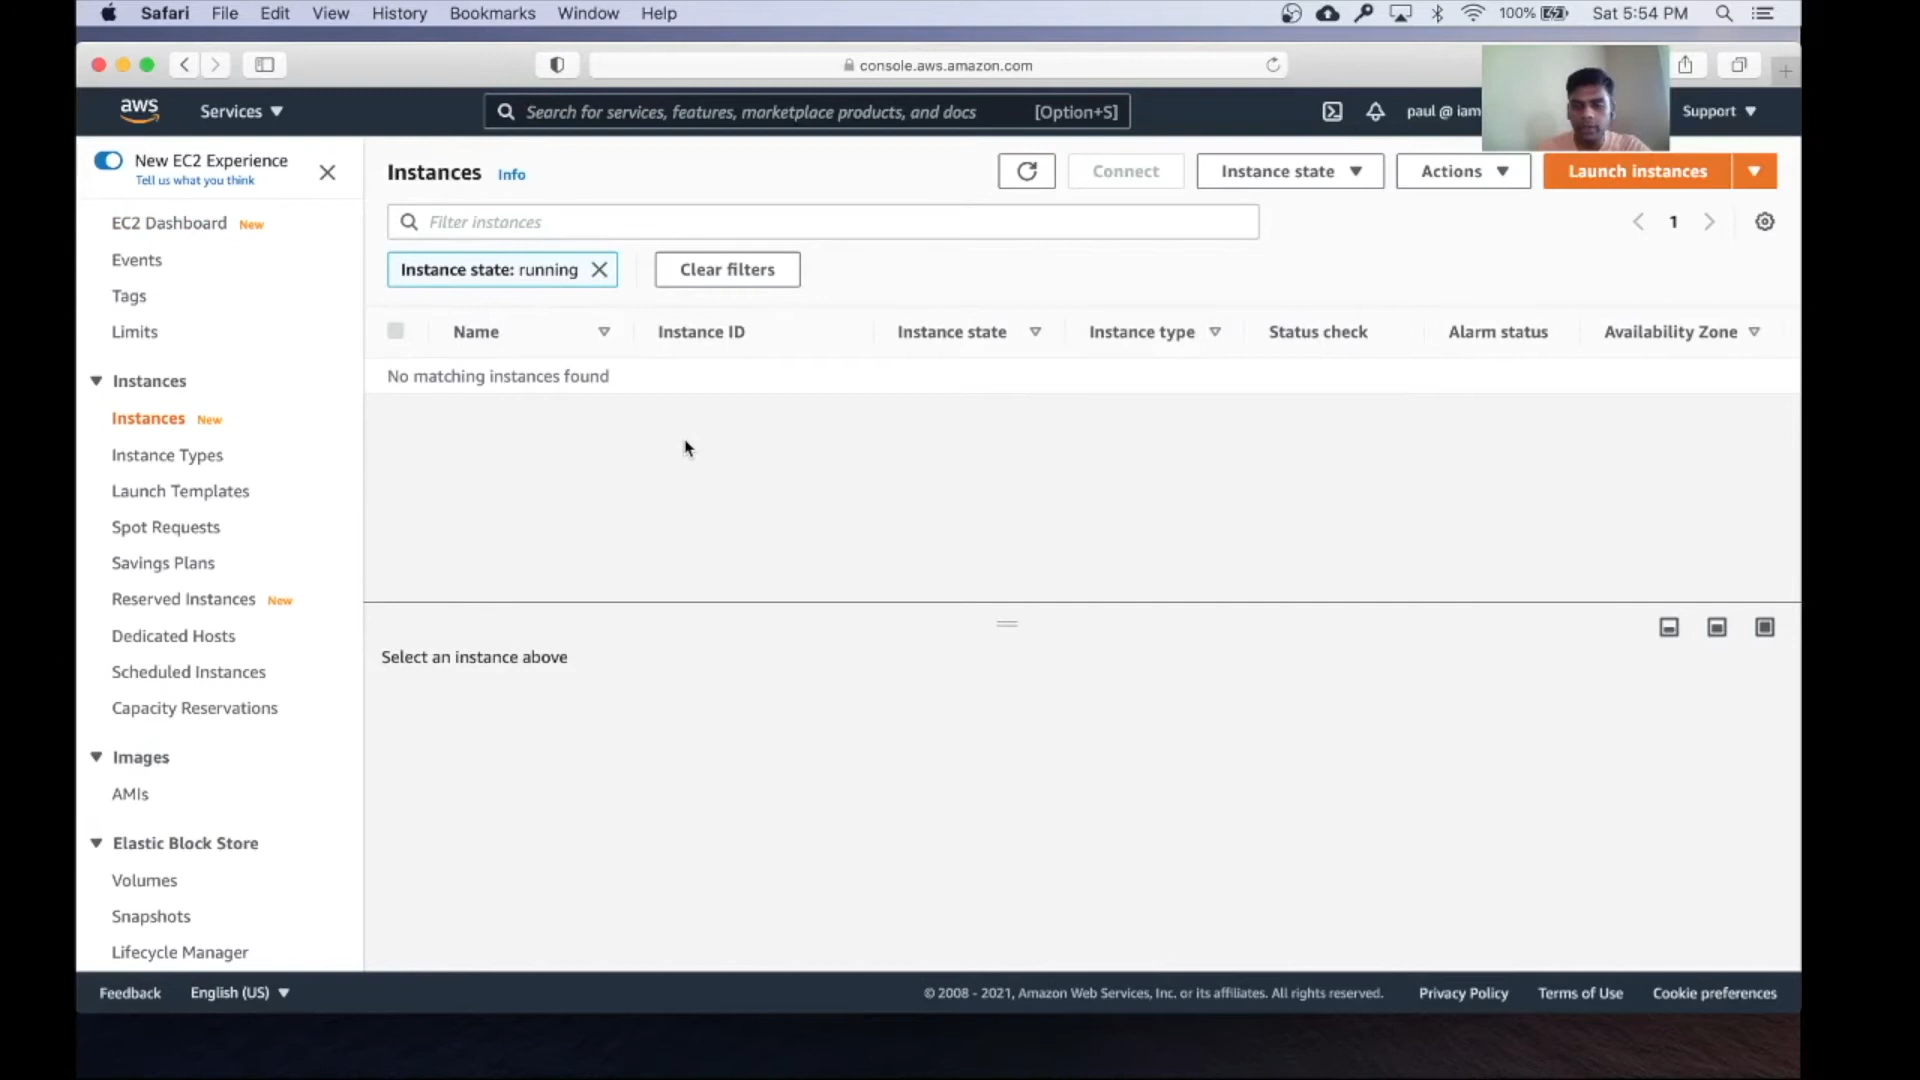 Safari File Edit View History Bookmarks Window Help 100% Sat 5:54 PM
console.aws.amazon.com
aws Services Search for services, features, marketplace products, and docs [Option+S] paul @ iam Support
New EC2 Experience
Tell us what you think
EC2 Dashboard New
Events
Tags
Limits
Instances
Instances New
Instance Types
Launch Templates
Spot Requests
Savings Plans
Reserved Instances New
Dedicated Hosts
Scheduled Instances
Capacity Reservations
Images
AMIs
Elastic Block Store
Volumes
Snapshots
Lifecycle Manager
Instances Info Connect Instance state Actions Launch instances
Filter instances 1
Instance state: running Clear filters
Name Instance ID Instance state Instance type Status check Alarm status Availability Zone
No matching instances found
Select an instance above
Feedback English (US) © 2008 - 2021, Amazon Web Services, Inc. or its affiliates. All rights reserved. Privacy Policy Terms of Use Cookie preferences